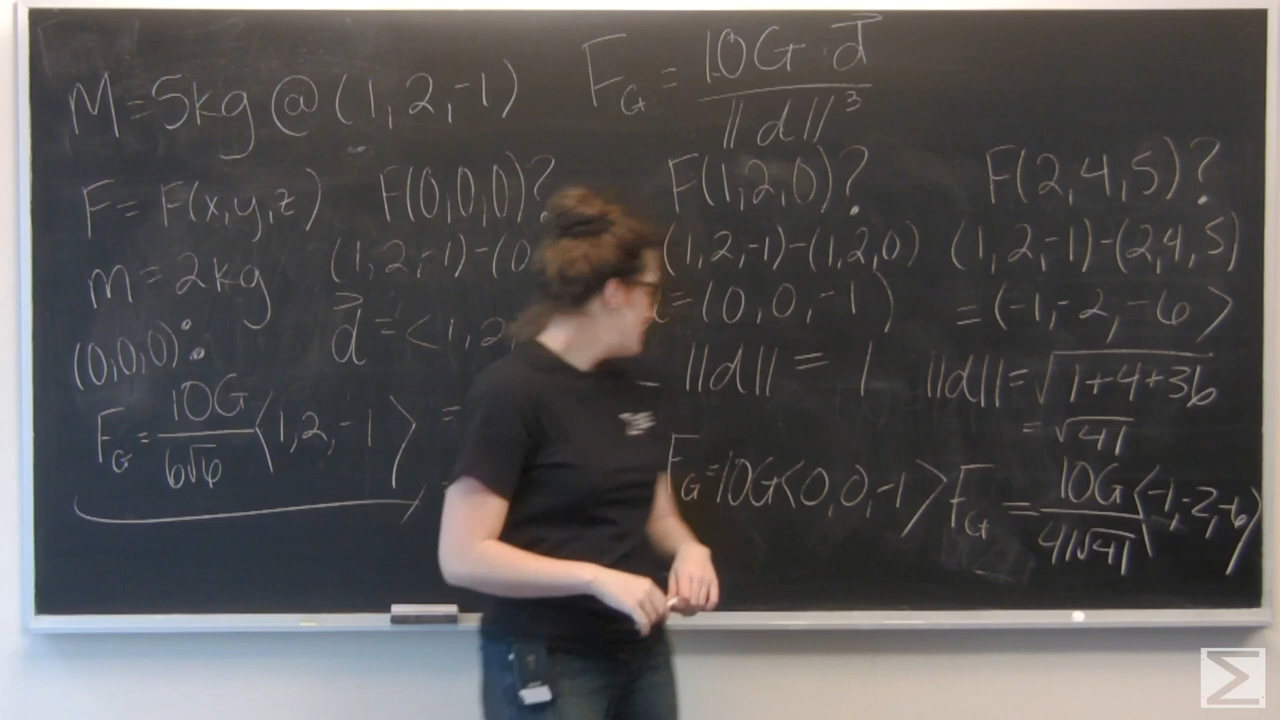 M=5kg @ (1,2,-1)
F_G = 10G · d⃗ / ||d||³
F= F(x,y,z)
m=2kg
(0,0,0):
F_G = 10G/6√6 <1,2,-1>
F(0,0,0)?
(1,2,-1)-(0
d⃗ = <1,2,
=
F(1,2,0)?
(1,2,-1)-(1,2,0)
=(0,0,-1)
||d|| = 1
F_G=10G<0,0,-1>
F(2,4,5)?
(1,2,-1)-(2,4,5)
=(-1,-2,-6>
||d||=√1+4+36
=√41
F_G = 10G/41√41 <-1,-2,-6>
Σ